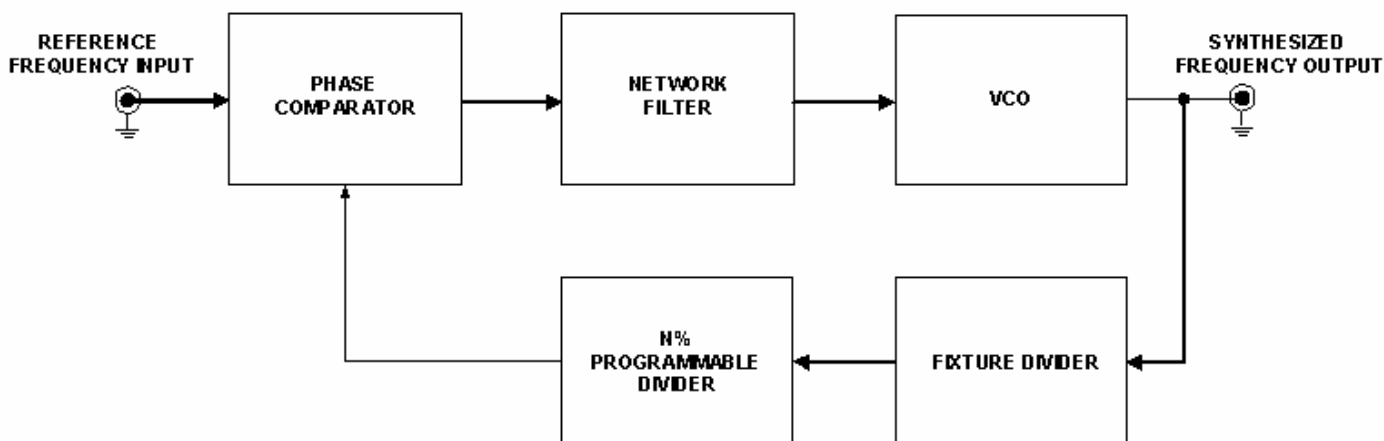 REFERENCE
FREQUENCY INPUT
PHASE
COMPARATOR
NETWORK
FILTER
VCO
SYNTHESIZED
FREQUENCY OUTPUT
N%
PROGRAMMABLE
DIVIDER
FIXTURE DIVIDER